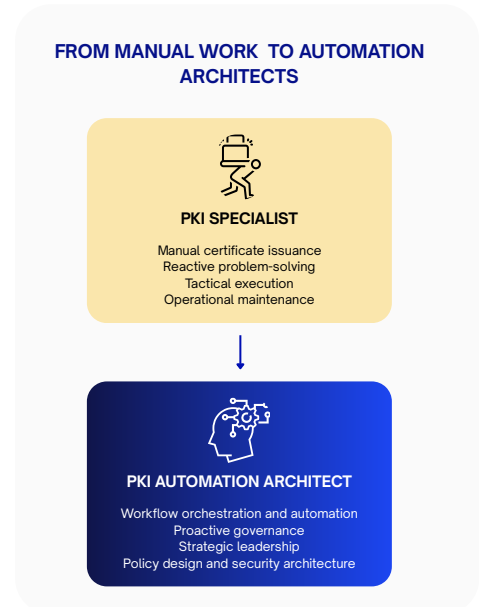 FROM MANUAL WORK TO AUTOMATION
ARCHITECTS
PKI SPECIALIST
Manual certificate issuance
Reactive problem-solving
Tactical execution
Operational maintenance
PKI AUTOMATION ARCHITECT
Workflow orchestration and automation
Proactive governance
Strategic leadership
Policy design and security architecture